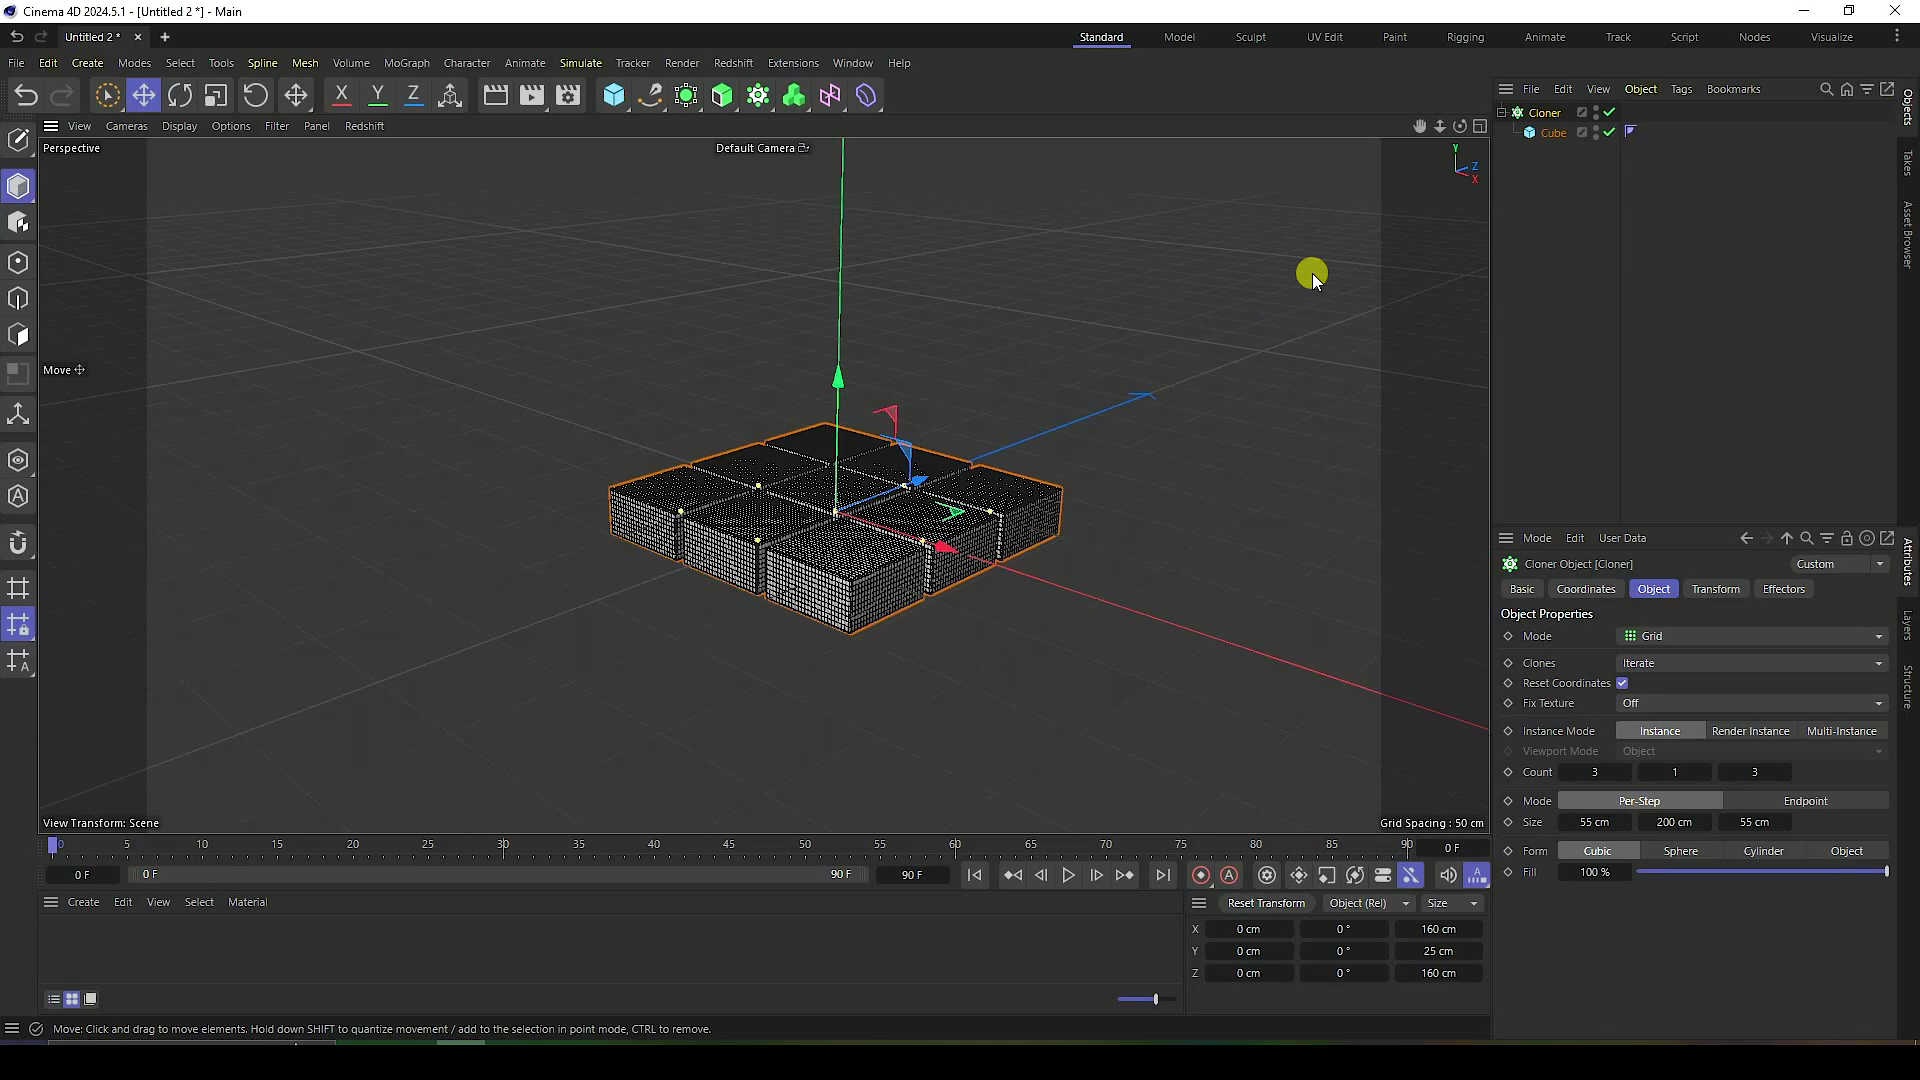 Cinema 4D 2024.5.1 - [Untitled 2 *] - Main
Untitled 2 *
Standard Model Sculpt UV Edit Paint Rigging Animate Track Script Nodes Visualize
File Edit Create Modes Select Tools Spline Mesh Volume MoGraph Character Animate Simulate Tracker Render Redshift Extensions Window Help
X Y Z
File Edit View Object Tags Bookmarks
Cloner
Cube
Objects
Takes
Asset Browser
View Cameras Display Options Filter Panel Redshift
Perspective
Default Camera
Y
Z
X
Move
View Transform: Scene
Grid Spacing : 50 cm
Mode Edit User Data
Attributes
Layers
Structure
Cloner Object [Cloner]
Custom
Basic Coordinates Object Transform Effectors
Object Properties
Mode Grid
Clones Iterate
Reset Coordinates
Fix Texture Off
Instance Mode Instance Render Instance Multi-Instance
Viewport Mode Object
Count 3 1 3
Mode Per-Step Endpoint
Size 55 cm 200 cm 55 cm
Form Cubic Sphere Cylinder Object
Fill 100 %
0 5 10 15 20 25 30 35 40 45 50 55 60 65 70 75 80 85 90 0 F
0 F 0 F 90 F 90 F
Create Edit View Select Material
Reset Transform Object (Rel) Size
X 0 cm 0 ° 160 cm
Y 0 cm 0 ° 25 cm
Z 0 cm 0 ° 160 cm
Move: Click and drag to move elements. Hold down SHIFT to quantize movement / add to the selection in point mode, CTRL to remove.